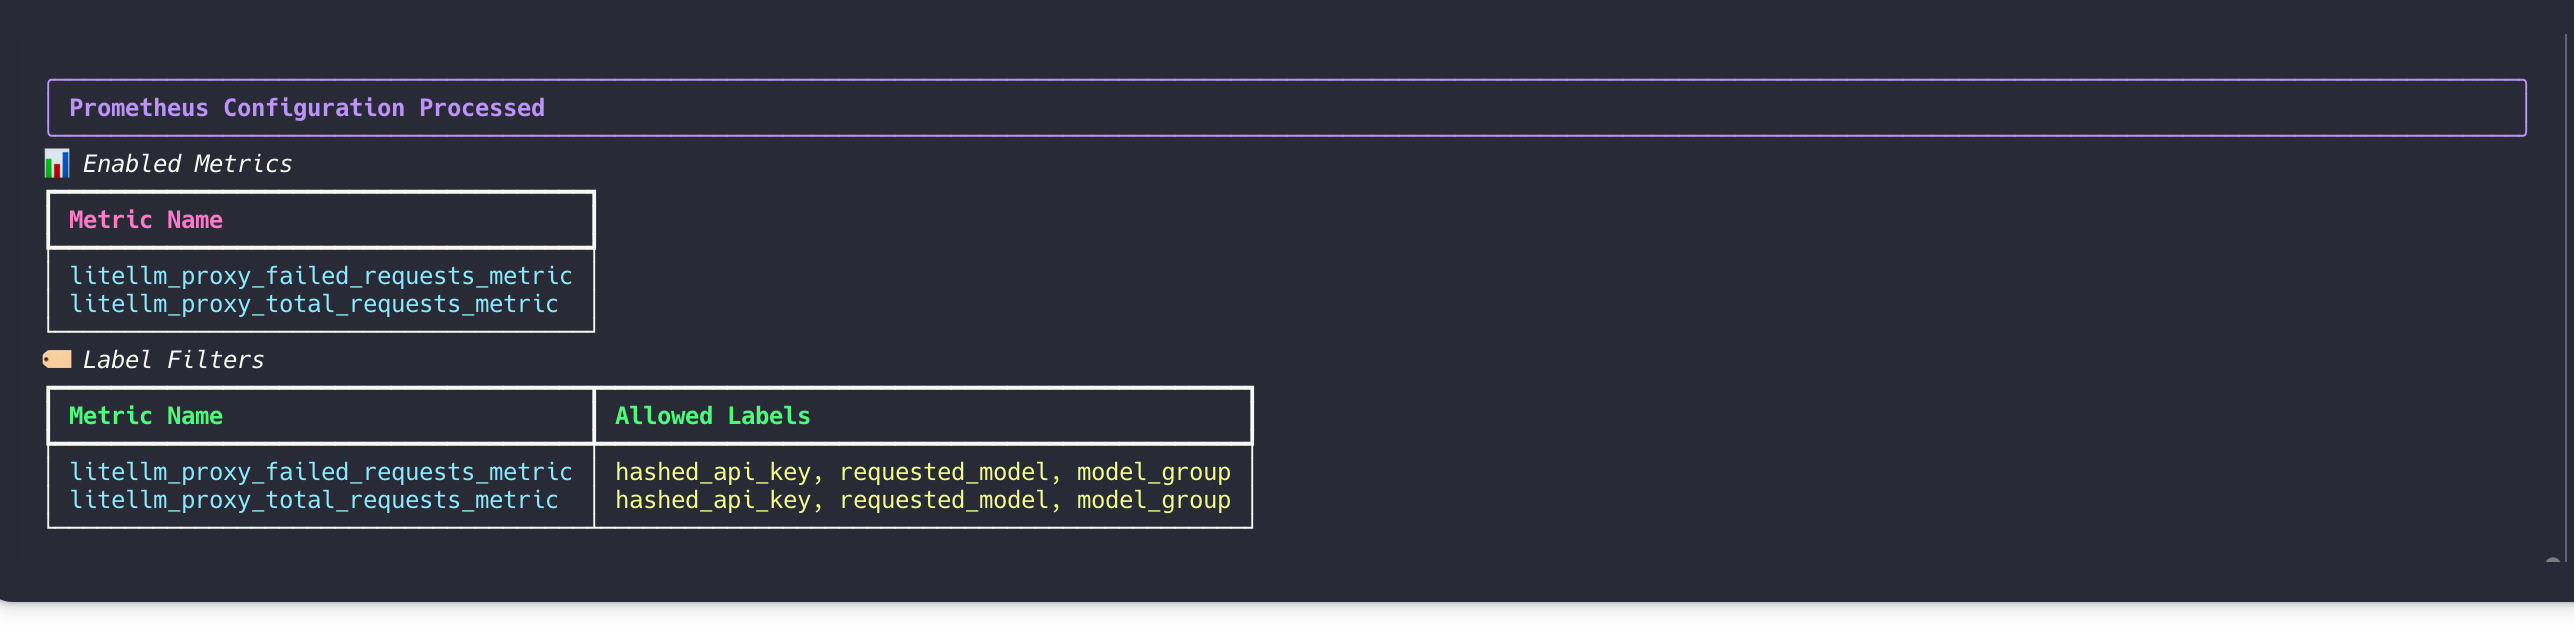 Prometheus Configuration Processed
Enabled Metrics
Metric Name
litellm_proxy_failed_requests_metric
litellm_proxy_total_requests_metric
Label Filters
Metric Name Allowed Labels
litellm_proxy_failed_requests_metric hashed_api_key, requested_model, model_group
litellm_proxy_total_requests_metric hashed_api_key, requested_model, model_group